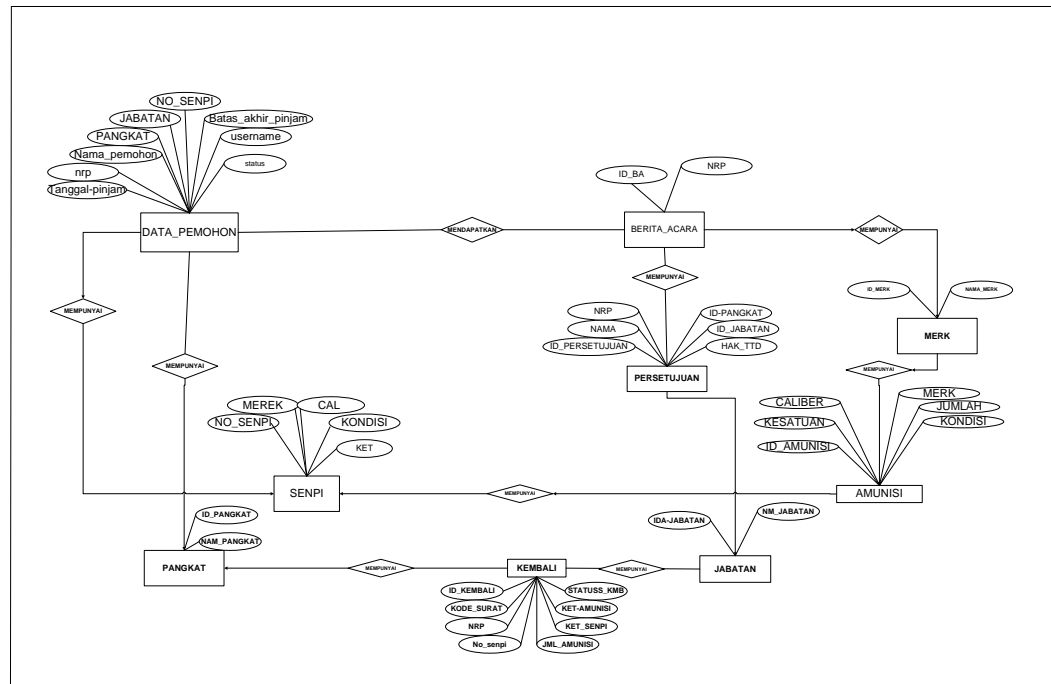 NO_SENPI
JABATAN
Batas_akhir_pinjam
PANGKAT
username
Nama_pemohon
status
nrp
Tanggal-pinjam
DATA_PEMOHON
MENDAPATKAN
ID_BA
NRP
BERITA_ACARA
MEMPUNYAI
MEMPUNYAI
MEMPUNYAI
ID_MERK
NAMA_MERK
MERK
NRP
ID-PANGKAT
NAMA
ID_JABATAN
ID_PERSETUJUAN
HAK_TTD
PERSETUJUAN
MEMPUNYAI
MEMPUNYAI
MEREK
CAL
NO_SENPI
KONDISI
KET
SENPI
MERK
CALIBER
JUMLAH
KESATUAN
KONDISI
ID_AMUNISI
AMUNISI
MEMPUNYAI
ID_PANGKAT
NAM_PANGKAT
PANGKAT
IDA-JABATAN
NM_JABATAN
JABATAN
MEMPUNYAI
KEMBALI
MEMPUNYAI
ID_KEMBALI
STATUSS_KMB
KODE_SURAT
KET-AMUNISI
NRP
KET_SENPI
No_senpi
JML_AMUNISI